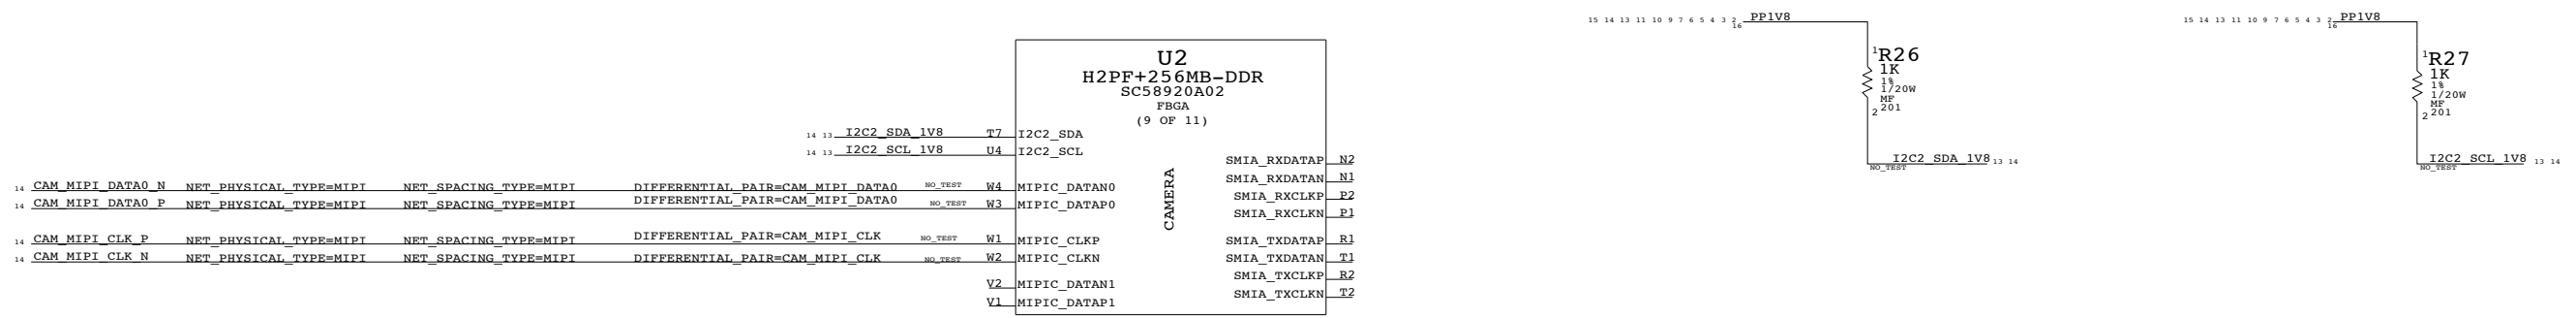 15 14 13 11 10 9 7 6 5 4 3 2 PP1V8
16
15 14 13 11 10 9 7 6 5 4 3 2 PP1V8
16
U2
H2PF+256MB-DDR
SC58920A02
FBGA
(9 OF 11)
CAMERA
1 R26
1K
1%
1/20W
MF
2 201
1 R27
1K
1%
1/20W
MF
2 201
14 13 I2C2_SDA_1V8 T7 I2C2_SDA
14 13 I2C2_SCL_1V8 U4 I2C2_SCL
14 CAM_MIPI_DATA0_N NET_PHYSICAL_TYPE=MIPI NET_SPACING_TYPE=MIPI DIFFERENTIAL_PAIR=CAM_MIPI_DATA0 NO_TEST W4 MIPIC_DATAN0
14 CAM_MIPI_DATA0_P NET_PHYSICAL_TYPE=MIPI NET_SPACING_TYPE=MIPI DIFFERENTIAL_PAIR=CAM_MIPI_DATA0 NO_TEST W3 MIPIC_DATAP0
14 CAM_MIPI_CLK_P NET_PHYSICAL_TYPE=MIPI NET_SPACING_TYPE=MIPI DIFFERENTIAL_PAIR=CAM_MIPI_CLK NO_TEST W1 MIPIC_CLKP
14 CAM_MIPI_CLK_N NET_PHYSICAL_TYPE=MIPI NET_SPACING_TYPE=MIPI DIFFERENTIAL_PAIR=CAM_MIPI_CLK NO_TEST W2 MIPIC_CLKN
V2 MIPIC_DATAN1
V1 MIPIC_DATAP1
SMIA_RXDATAP N2
SMIA_RXDATAN N1
SMIA_RXCLKP P2
SMIA_RXCLKN P1
SMIA_TXDATAP R1
SMIA_TXDATAN T1
SMIA_TXCLKP R2
SMIA_TXCLKN T2
I2C2_SDA_1V8 13 14
NO_TEST
I2C2_SCL_1V8 13 14
NO_TEST